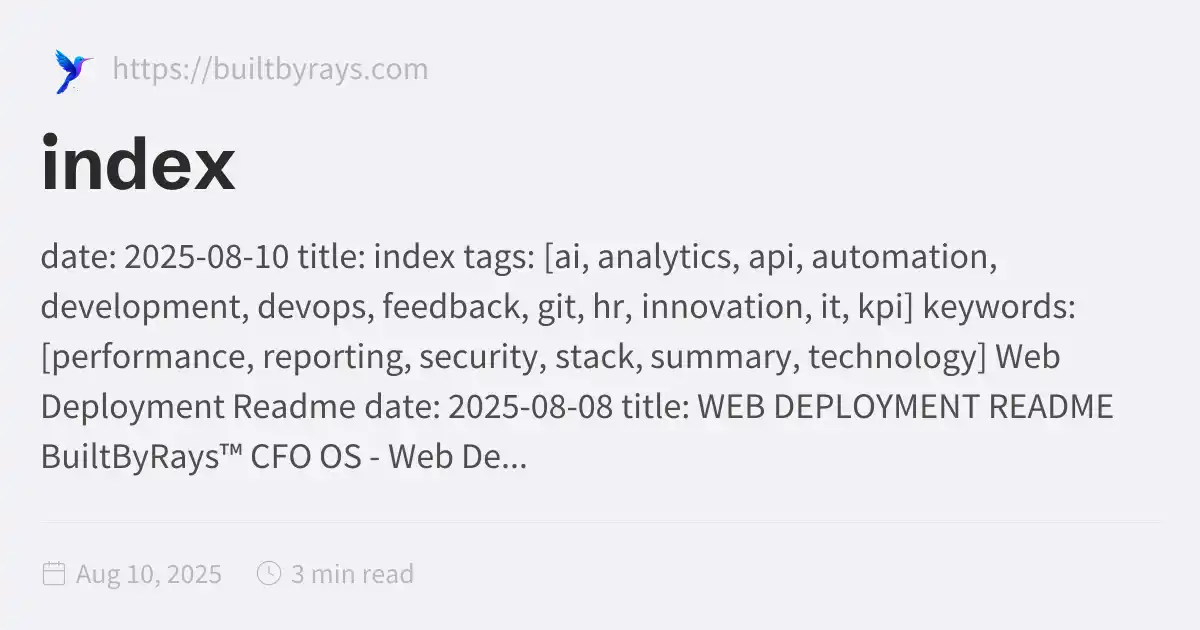 https://builtbyrays.com
index
date: 2025-08-10 title: index tags: [ai, analytics, api, automation,
development, devops, feedback, git, hr, innovation, it, kpi] keywords:
[performance, reporting, security, stack, summary, technology] Web
Deployment Readme date: 2025-08-08 title: WEB DEPLOYMENT README
BuiltByRays™ CFO OS - Web De...
Aug 10, 2025 3 min read